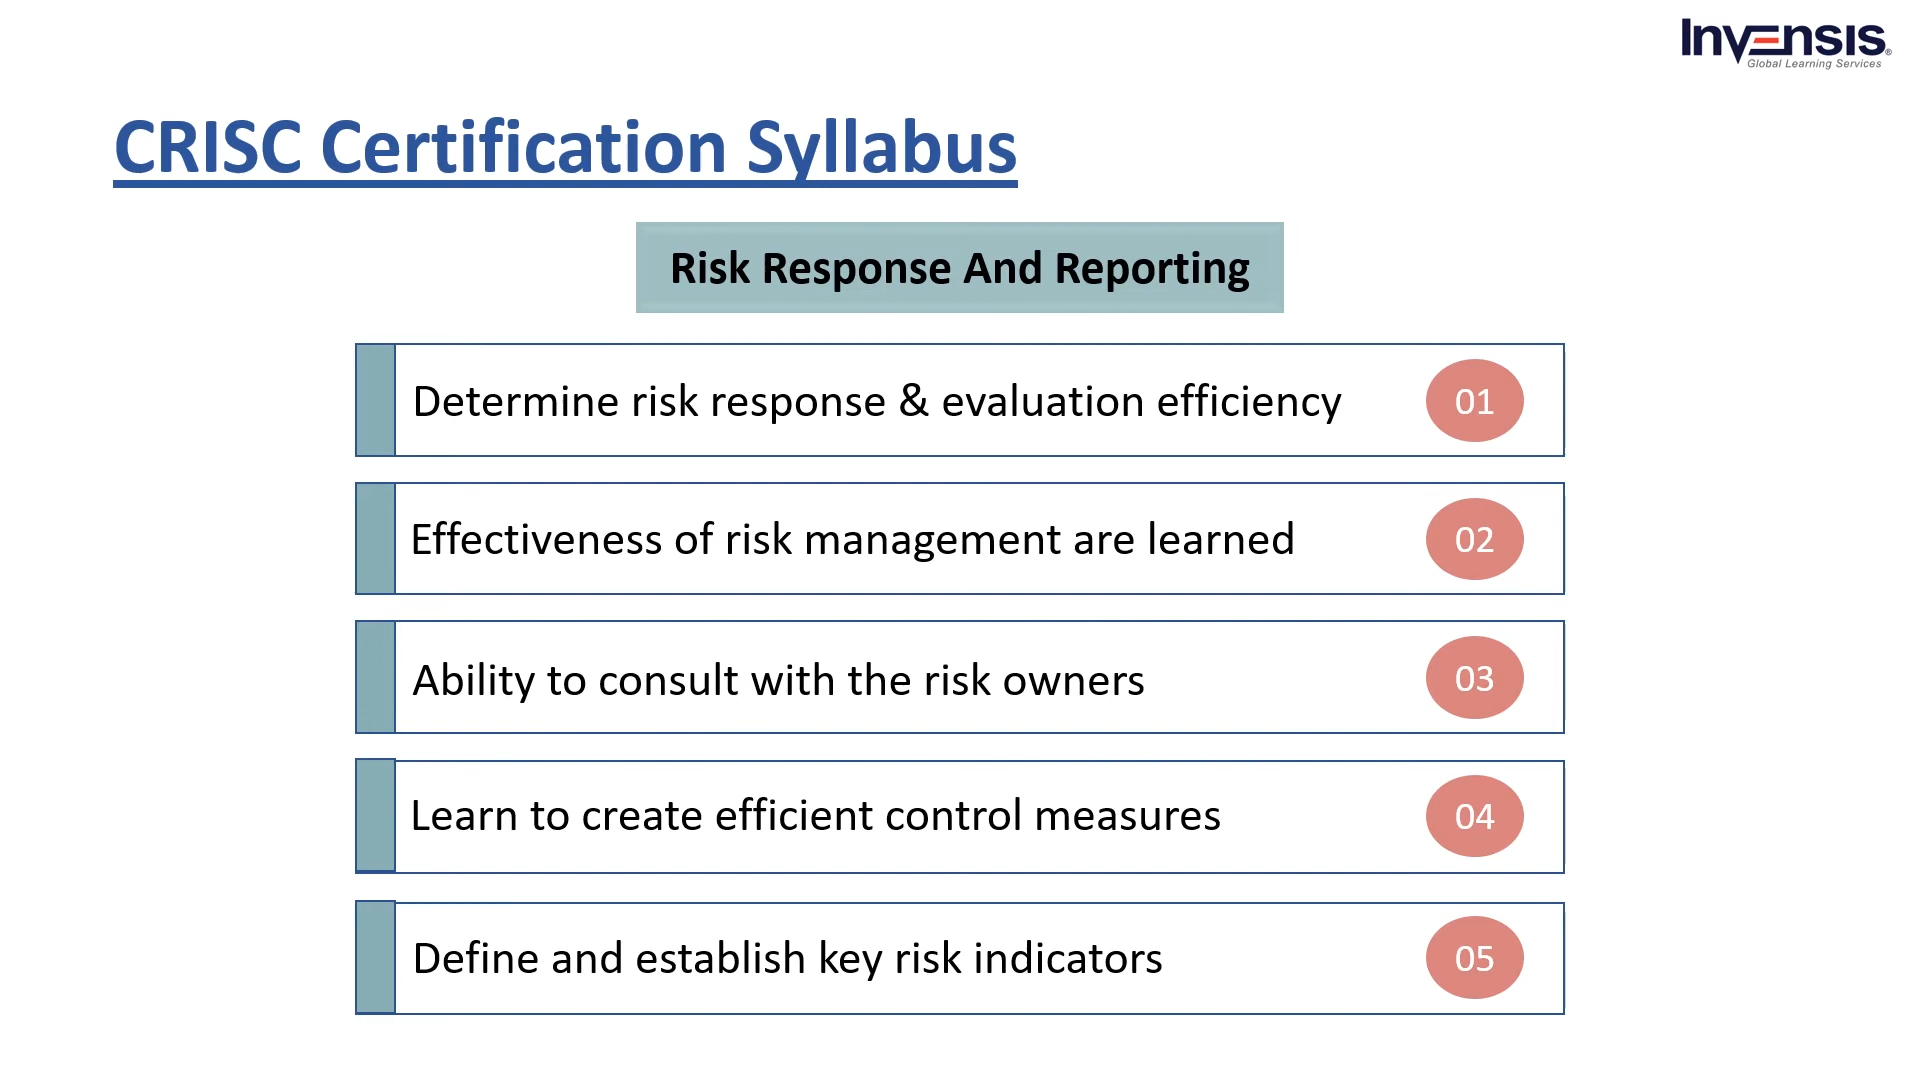 Invensis®
Global Learning Services
CRISC Certification Syllabus
Risk Response And Reporting
Determine risk response & evaluation efficiency
01
Effectiveness of risk management are learned
02
Ability to consult with the risk owners
03
Learn to create efficient control measures
04
Define and establish key risk indicators
05